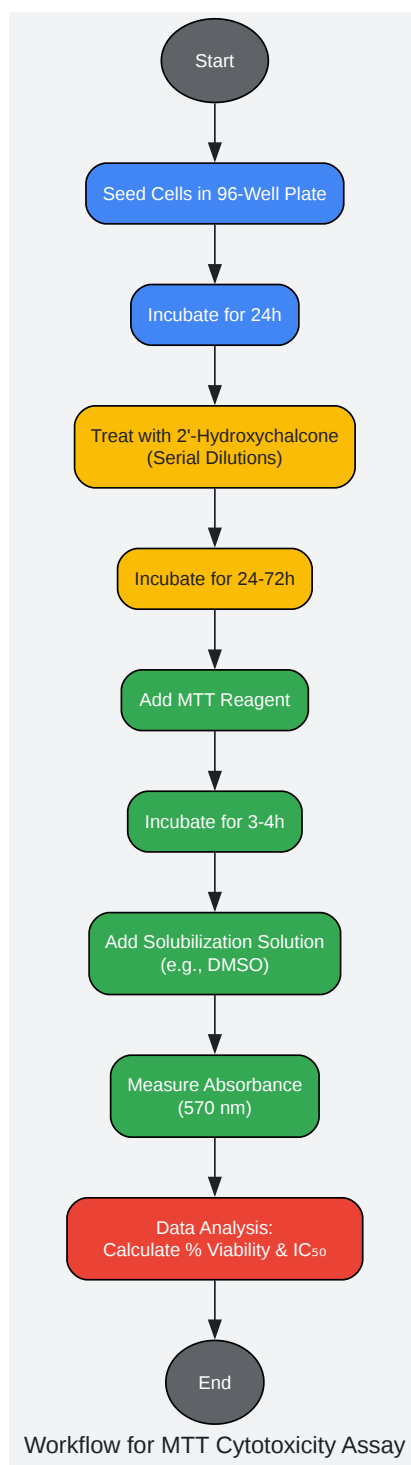 Start
Seed Cells in 96-Well Plate
Incubate for 24h
Treat with 2'-Hydroxychalcone
(Serial Dilutions)
Incubate for 24-72h
Add MTT Reagent
Incubate for 3-4h
Add Solubilization Solution
(e.g., DMSO)
Measure Absorbance
(570 nm)
Data Analysis:
Calculate % Viability & IC₅₀
End
Workflow for MTT Cytotoxicity Assay